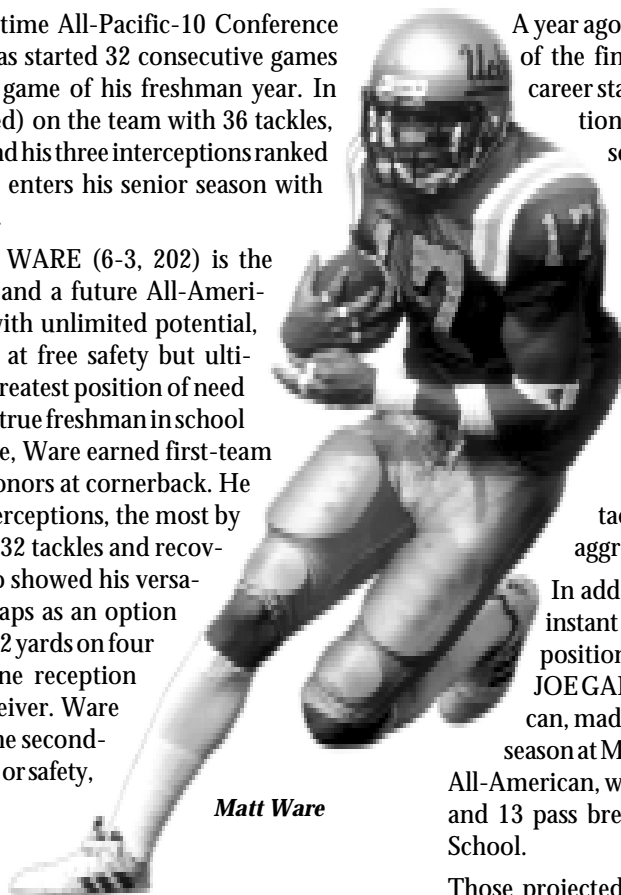 time All-Pacific-10 Conference
as started 32 consecutive games
game of his freshman year. In
ed) on the team with 36 tackles,
nd his three interceptions ranked
enters his senior season with
.
WARE (6-3, 202) is the
and a future All-Ameri-
with unlimited potential,
at free safety but ulti-
reatest position of need
true freshman in school
e, Ware earned first-team
onors at cornerback. He
erceptions, the most by
32 tackles and recov-
o showed his versa-
aps as an option
2 yards on four
ne reception
eiver. Ware
he second-
or safety,
17
17
Matt Ware
A year ago
of the fin
career sta
tion
se
tac
aggr
In add
instant
position
JOE GAR
can, mad
season at M
All-American, w
and 13 pass bre
School.
Those projected